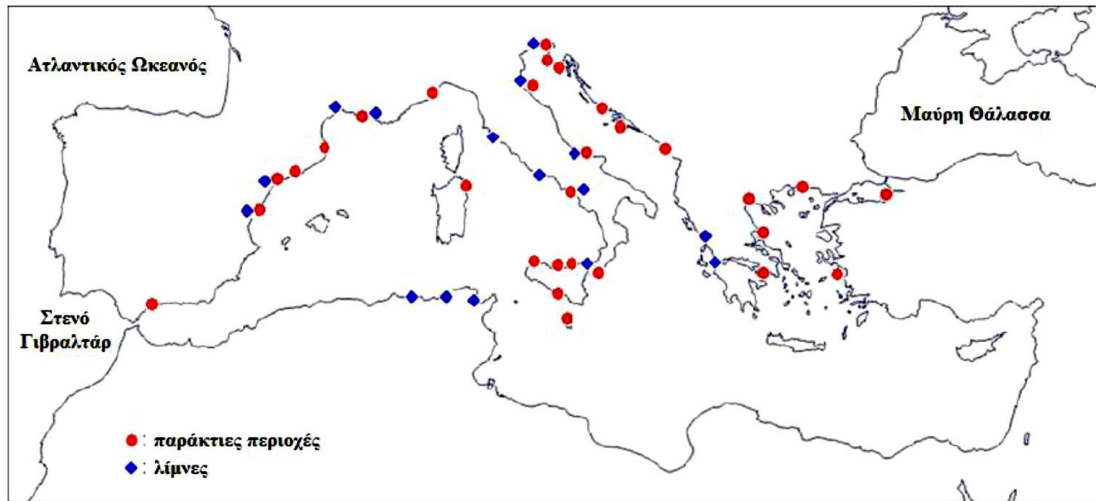 Ατλαντικός Ωκεανός
Μαύρη Θάλασσα
Στενό
Γιβραλτάρ
: παράκτιες περιοχές
: λίμνες